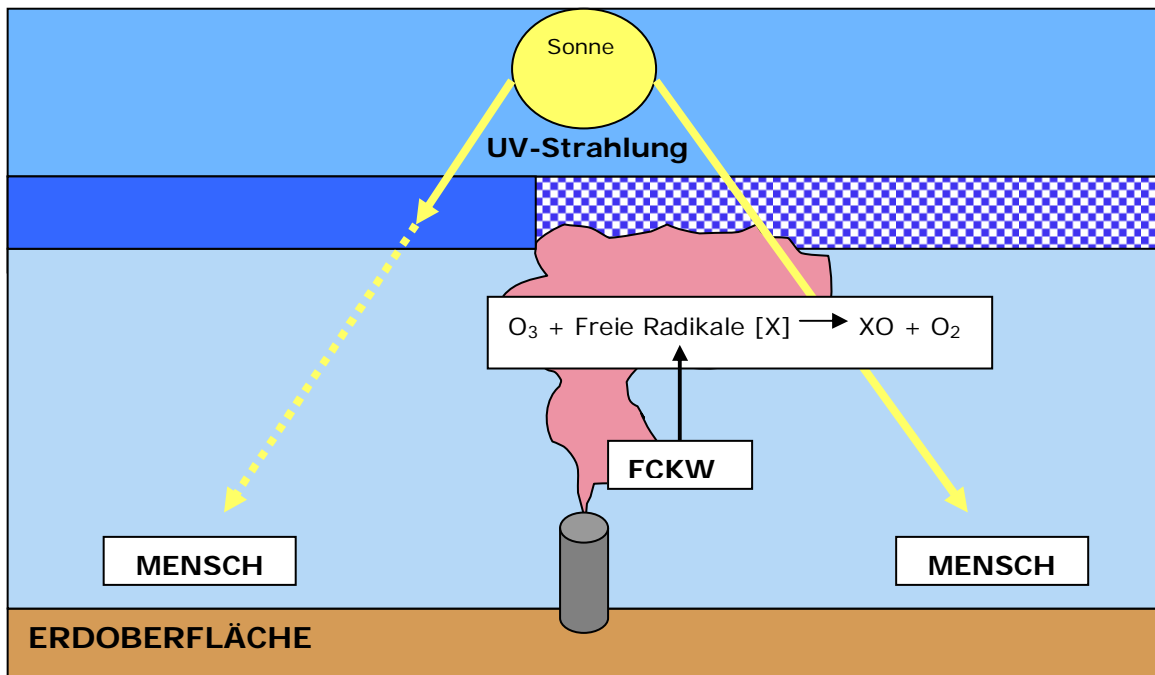 Sonne
UV-Strahlung
O₃ + Freie Radikale [X] ⟶ XO + O₂
FCKW
MENSCH MENSCH
ERDOBERFLÄCHE